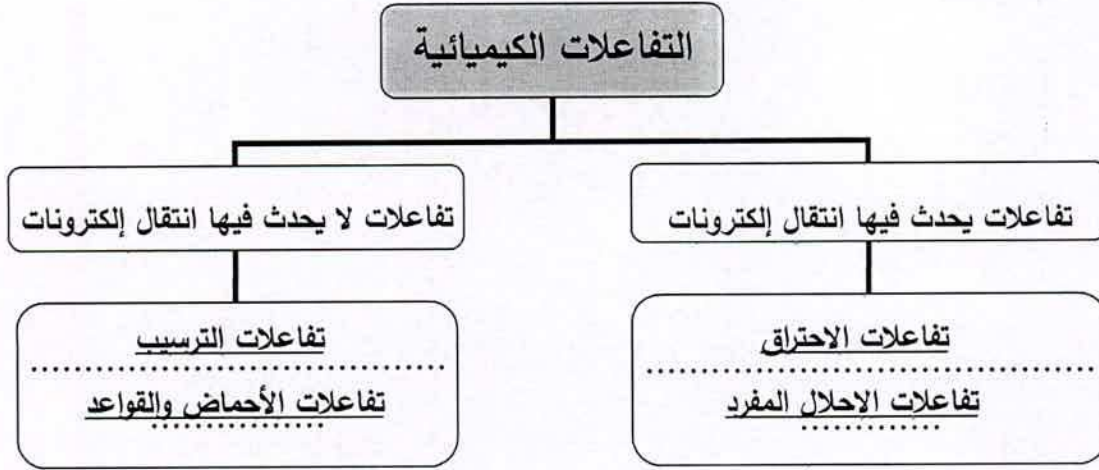 التفاعلات الكيميائية
تفاعلات يحدث فيها انتقال إلكترونات
تفاعلات لا يحدث فيها انتقال إلكترونات
تفاعلات الاحتراق
تفاعلات الإحلال المفرد
تفاعلات الترسيب
تفاعلات الأحماض والقواعد